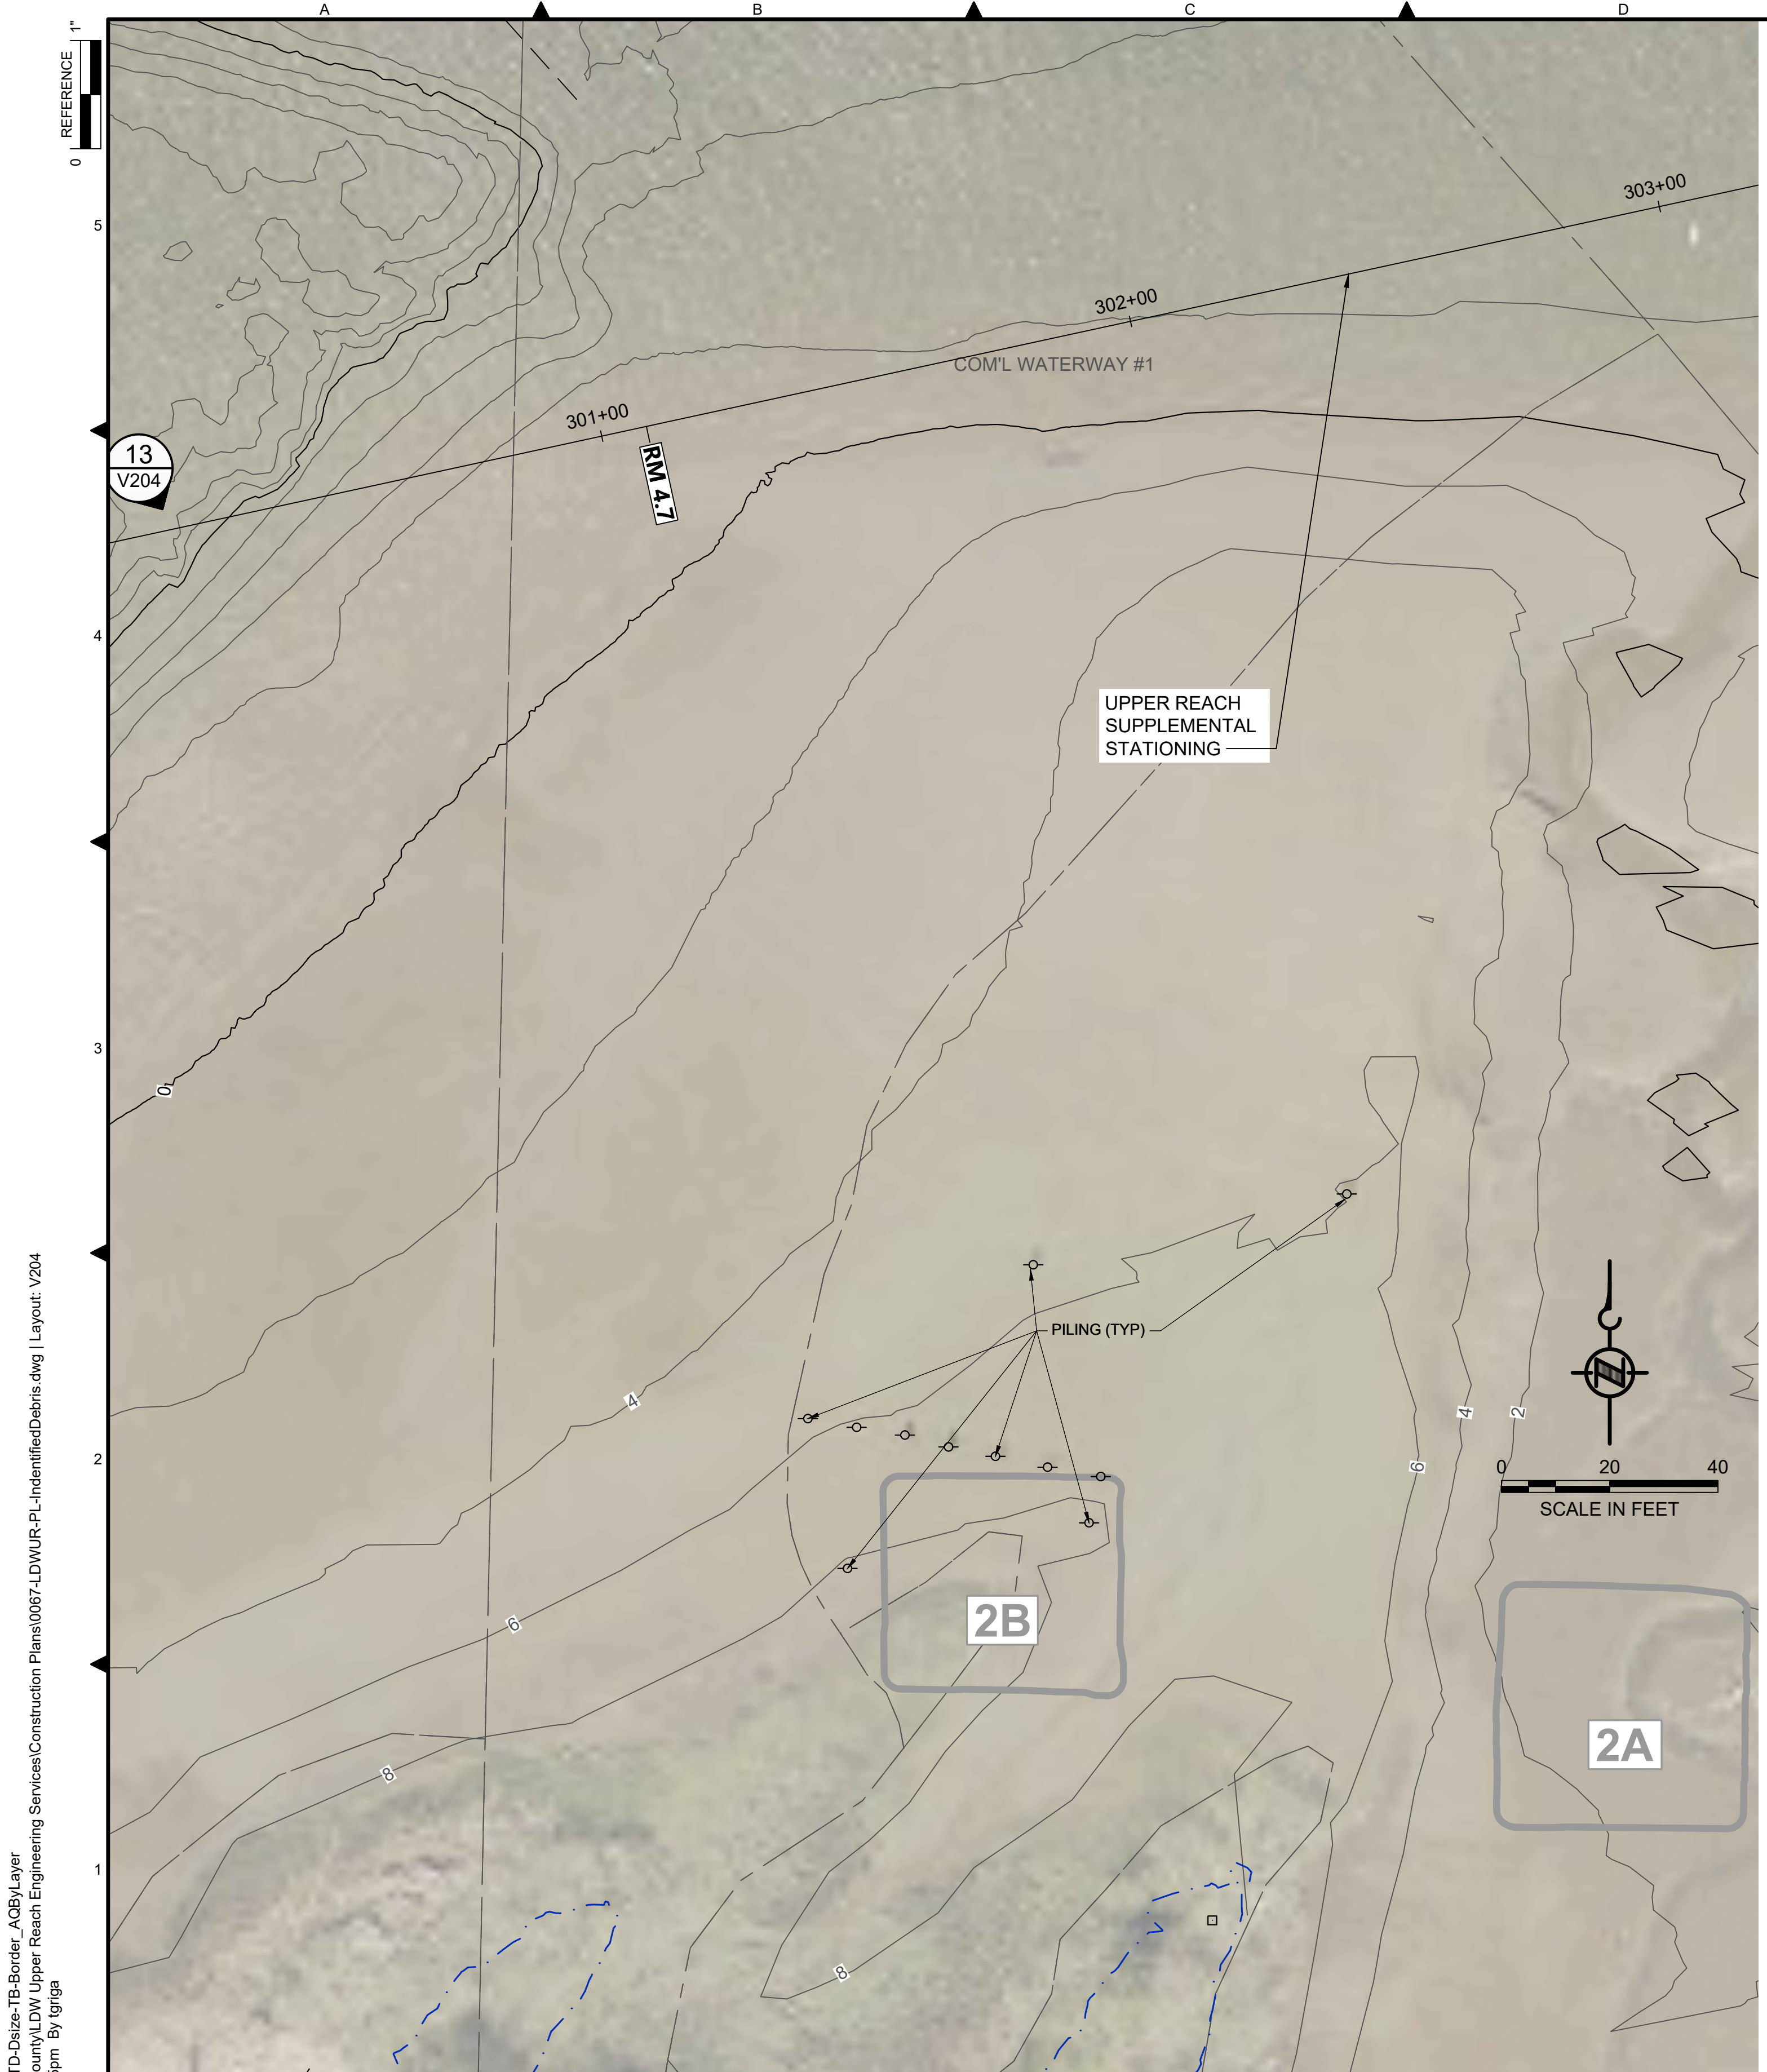 A
B
C
D
1"
REFERENCE
0
5
4
3
2
1
303+00
302+00
COM'L WATERWAY #1
301+00
RM 4.7
13
V204
UPPER REACH
SUPPLEMENTAL
STATIONING
0
PILING (TYP)
4
4
2
6
6
8
8
N
0 20 40
SCALE IN FEET
2B
2A
TD-Dsize-TB-Border_AQByLayer
ounty\LDW Upper Reach Engineering Services\Construction Plans\0067-LDWUR-PL-IndentifiedDebris.dwg | Layout: V204
5pm By tgriga